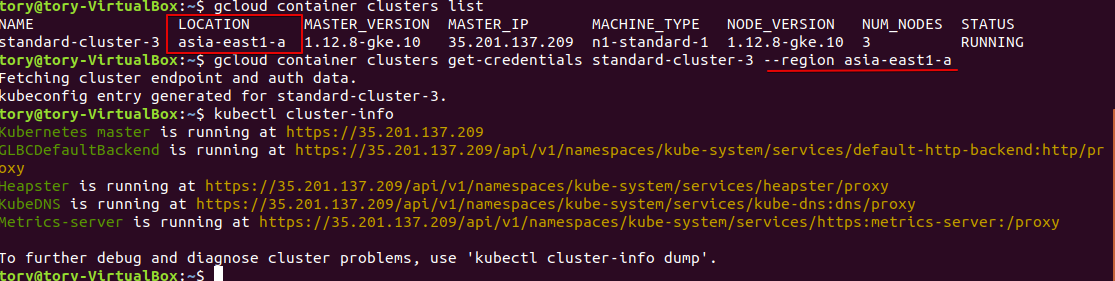 tory@tory-VirtualBox:~$ gcloud container clusters list
NAME LOCATION MASTER_VERSION MASTER_IP MACHINE_TYPE NODE_VERSION NUM_NODES STATUS
standard-cluster-3 asia-east1-a 1.12.8-gke.10 35.201.137.209 n1-standard-1 1.12.8-gke.10 3 RUNNING
tory@tory-VirtualBox:~$ gcloud container clusters get-credentials standard-cluster-3 --region asia-east1-a
Fetching cluster endpoint and auth data.
kubeconfig entry generated for standard-cluster-3.
tory@tory-VirtualBox:~$ kubectl cluster-info
Kubernetes master is running at https://35.201.137.209
GLBCDefaultBackend is running at https://35.201.137.209/api/v1/namespaces/kube-system/services/default-http-backend:http/pr
oxy
Heapster is running at https://35.201.137.209/api/v1/namespaces/kube-system/services/heapster/proxy
KubeDNS is running at https://35.201.137.209/api/v1/namespaces/kube-system/services/kube-dns:dns/proxy
Metrics-server is running at https://35.201.137.209/api/v1/namespaces/kube-system/services/https:metrics-server:/proxy
To further debug and diagnose cluster problems, use 'kubectl cluster-info dump'.
tory@tory-VirtualBox:~$